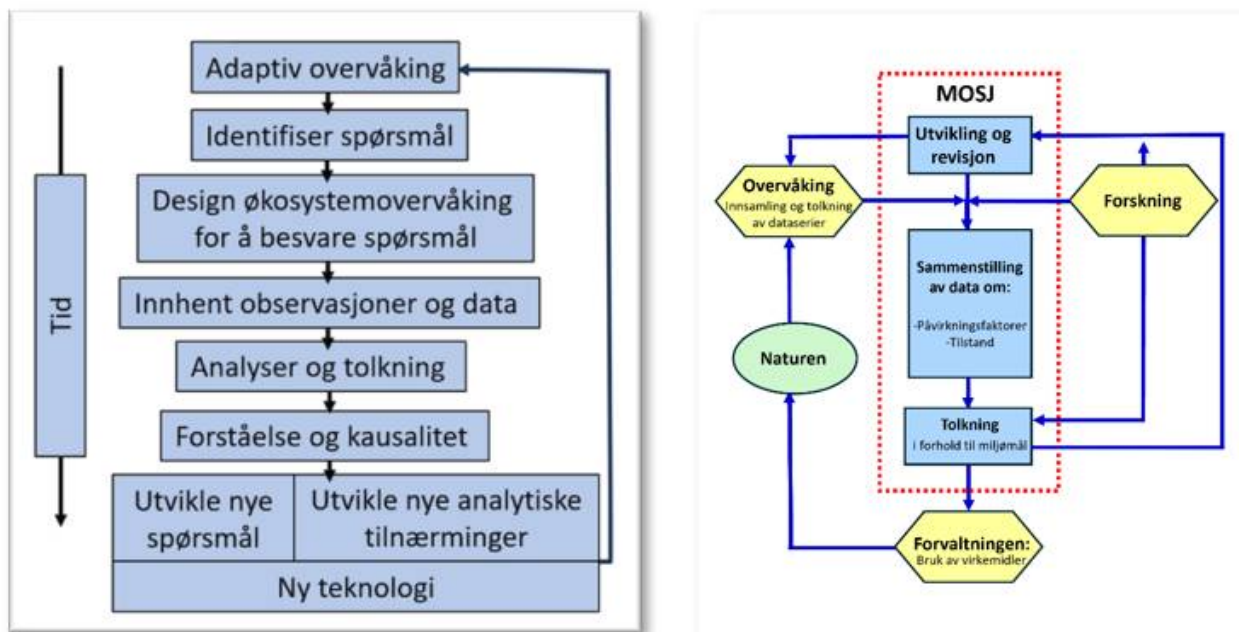 Adaptiv overvåking
Identifiser spørsmål
Design økosystemovervåking
for å besvare spørsmål
Innhent observasjoner og data
Analyser og tolkning
Forståelse og kausalitet
Utvikle nye
spørsmål
Utvikle nye analytiske
tilnærminger
Ny teknologi
Tid
MOSJ
Utvikling og
revisjon
Overvåking
Innsamling og tolkning
av dataserier
Forskning
Sammenstilling
av data om:
-Påvirkningsfaktorer
-Tilstand
Naturen
Tolkning
i forhold til miljømål
Forvaltningen:
Bruk av virkemidler